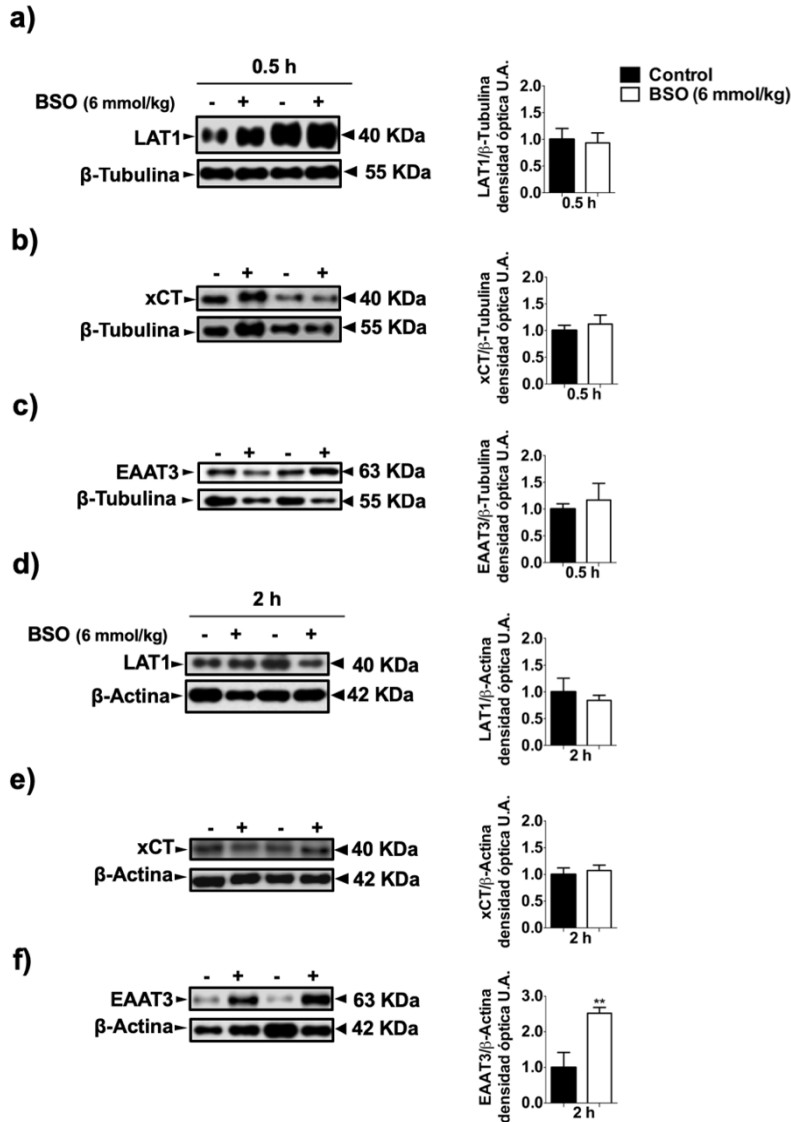 a)
0.5 h
BSO (6 mmol/kg) - + - +
LAT1 40 KDa
β-Tubulina 55 KDa
LAT1/β-Tubulina
densidad óptica U.A.
2.0
1.5
1.0
0.5
0.0
0.5 h
Control
BSO (6 mmol/kg)
b)
- + - +
xCT 40 KDa
β-Tubulina 55 KDa
xCT/β-Tubulina
densidad óptica U.A.
2.0
1.5
1.0
0.5
0.0
0.5 h
c)
- + - +
EAAT3 63 KDa
β-Tubulina 55 KDa
EAAT3/β-Tubulina
densidad óptica U.A.
2.0
1.5
1.0
0.5
0.0
0.5 h
d)
2 h
BSO (6 mmol/kg) - + - +
LAT1 40 KDa
β-Actina 42 KDa
LAT1/β-Actina
densidad óptica U.A.
2.0
1.5
1.0
0.5
0.0
2 h
e)
- + - +
xCT 40 KDa
β-Actina 42 KDa
xCT/β-Actina
densidad óptica U.A.
2.0
1.5
1.0
0.5
0.0
2 h
f)
- + - +
EAAT3 63 KDa
β-Actina 42 KDa
EAAT3/β-Actina
densidad óptica U.A.
3.0
2.0
1.0
0.0
**
2 h